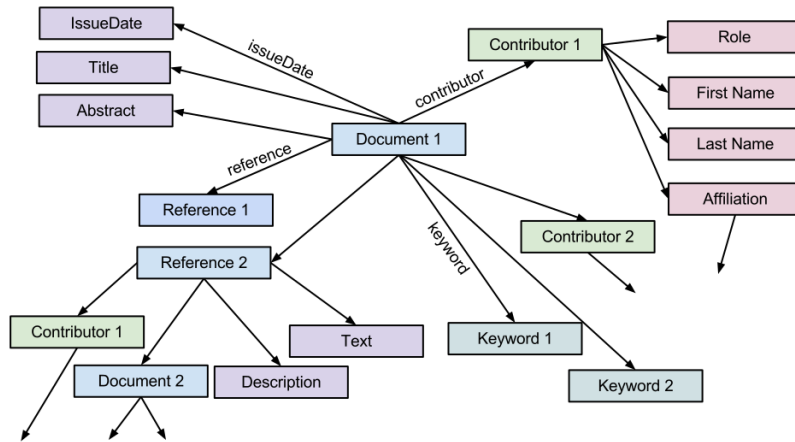 IssueDate
Title
Abstract
issueDate
contributor
Contributor 1
Role
First Name
Last Name
Affiliation
Document 1
reference
Reference 1
keyword
Contributor 2
Reference 2
Contributor 1
Text
Keyword 1
Document 2
Description
Keyword 2